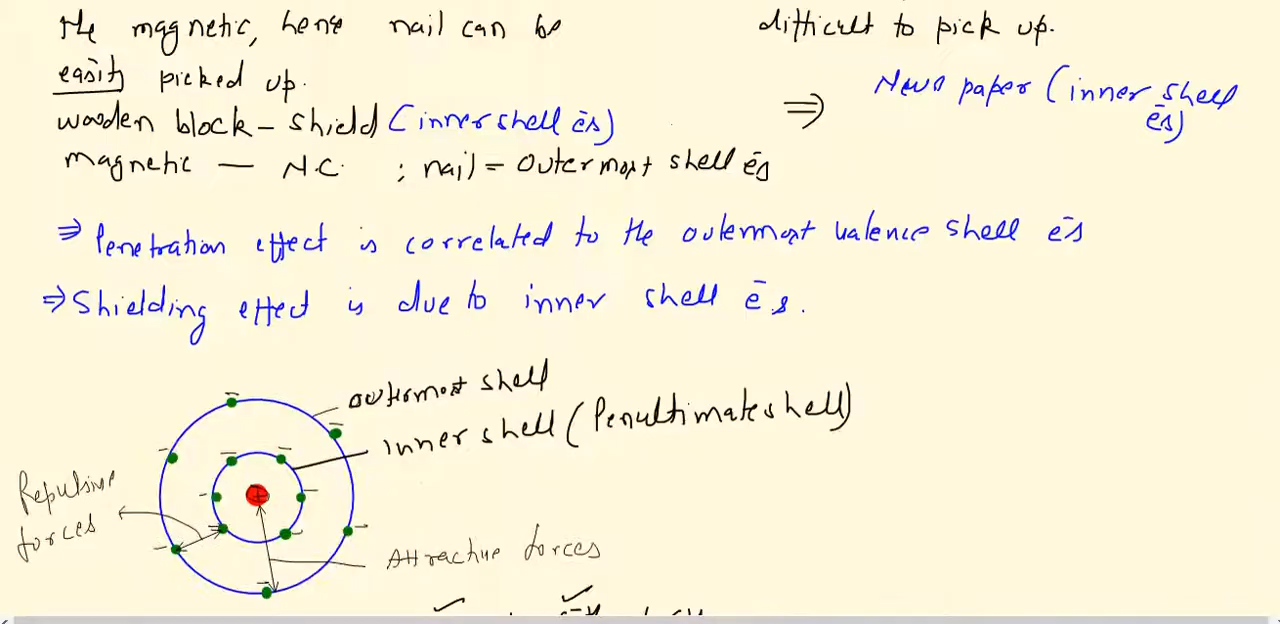 the magnetic, hence nail can be
easily picked up.
wooden block – shield (inner shell ēs)
magnetic — N.C. ; nail = outermost shell ēs
difficult to pick up.
⇒ News paper (inner shell
ēs)
⇒ Penetration effect is correlated to the outermost valence shell ēs
⇒ Shielding effect is due to inner shell ēs.
outermost shell
inner shell (Penultimate shell)
Repulsive
forces
Attractive forces